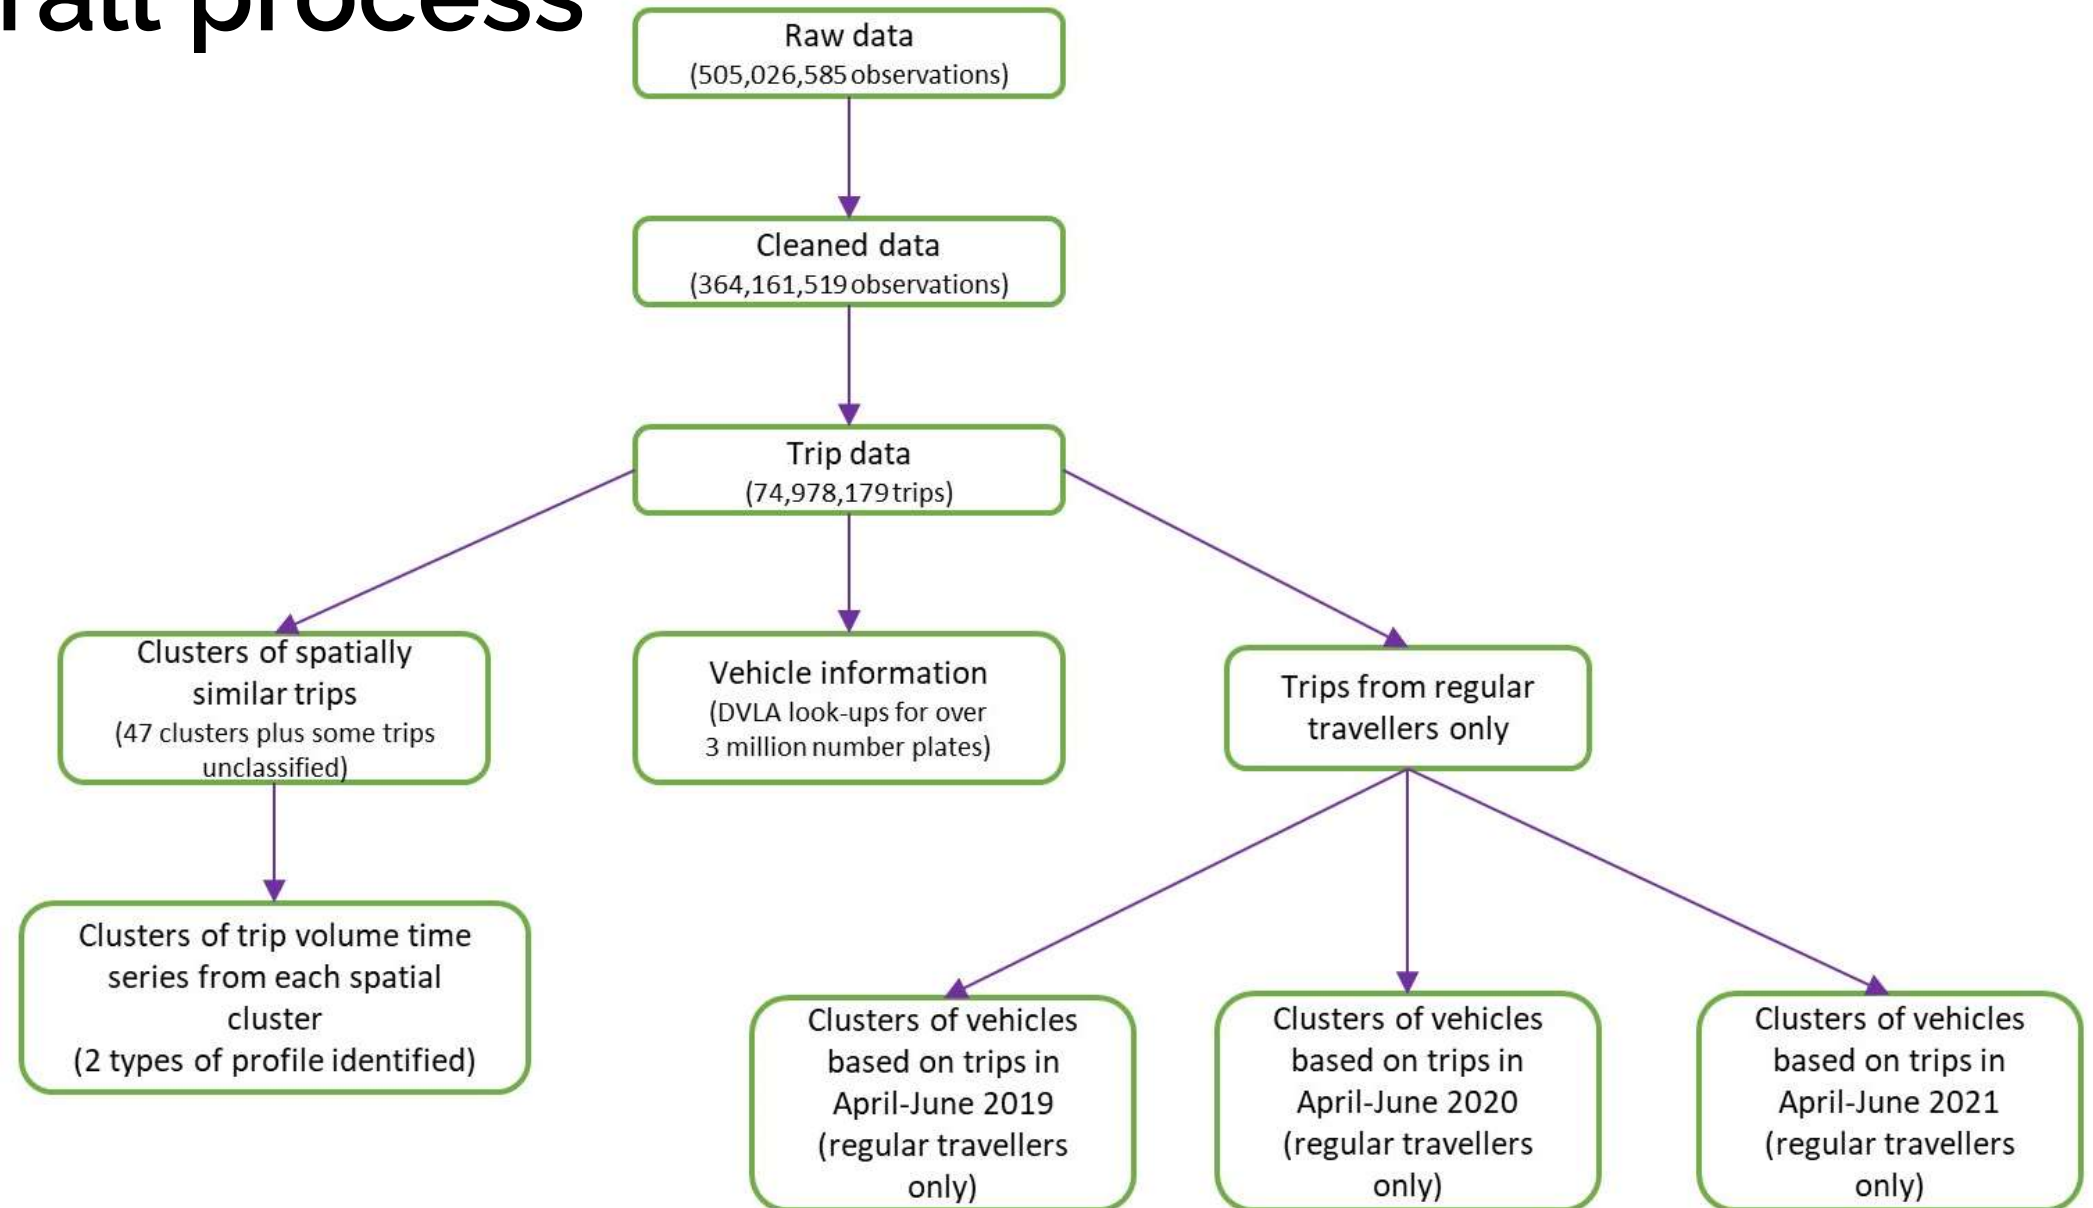 rall process
Raw data
(505,026,585 observations)
Cleaned data
(364,161,519 observations)
Trip data
(74,978,179 trips)
Clusters of spatially
similar trips
(47 clusters plus some trips
unclassified)
Vehicle information
(DVLA look-ups for over
3 million number plates)
Trips from regular
travellers only
Clusters of trip volume time
series from each spatial
cluster
(2 types of profile identified)
Clusters of vehicles
based on trips in
April-June 2019
(regular travellers
only)
Clusters of vehicles
based on trips in
April-June 2020
(regular travellers
only)
Clusters of vehicles
based on trips in
April-June 2021
(regular travellers
only)